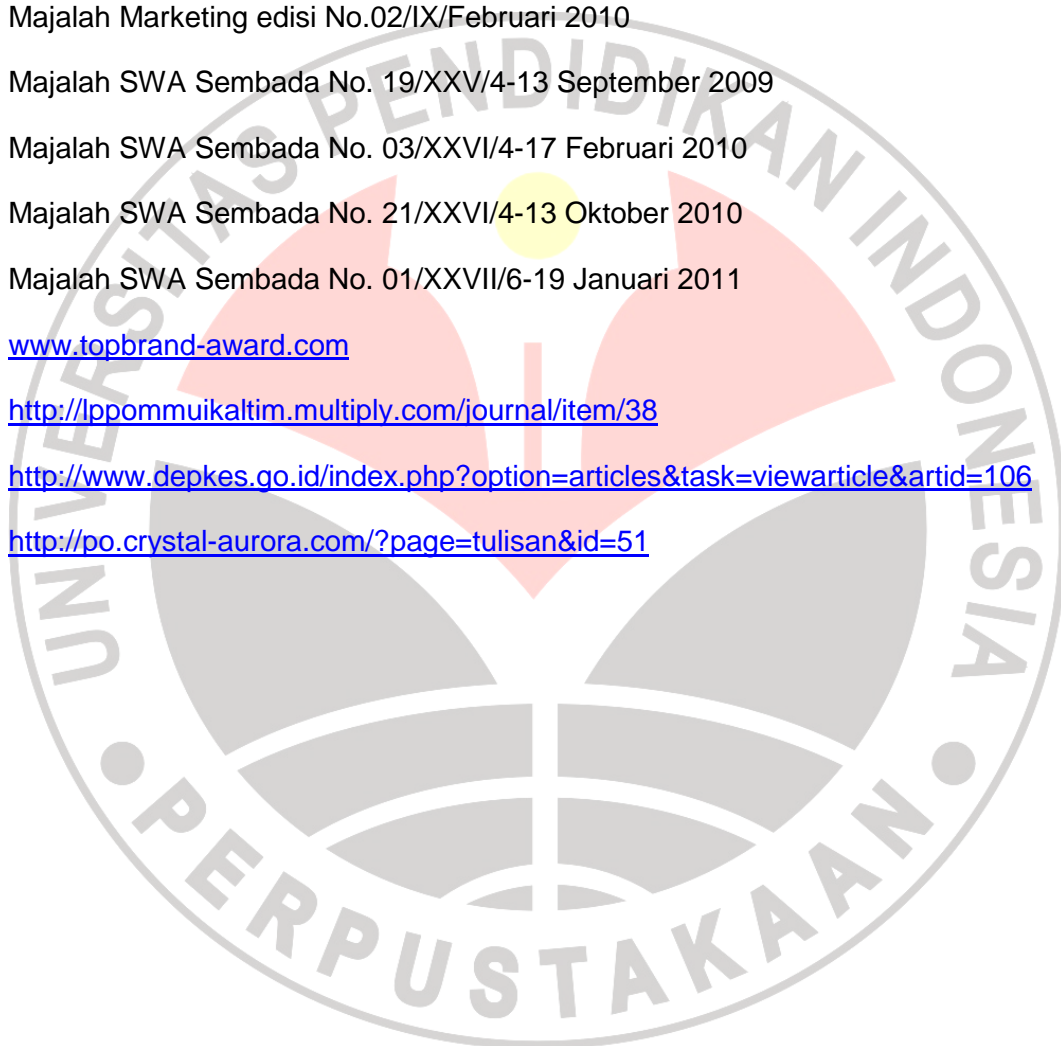 Majalah Marketing edisi No.02/IX/Februari 2010
Majalah SWA Sembada No. 19/XXV/4-13 September 2009
Majalah SWA Sembada No. 03/XXVI/4-17 Februari 2010
Majalah SWA Sembada No. 21/XXVI/4-13 Oktober 2010
Majalah SWA Sembada No. 01/XXVII/6-19 Januari 2011
www.topbrand-award.com
http://lppommuikaltim.multiply.com/journal/item/38
http://www.depkes.go.id/index.php?option=articles&task=viewarticle&artid=106
http://po.crystal-aurora.com/?page=tulisan&id=51
UNIVERSITAS PENDIDIKAN INDONESIA
PERPUSTAKAAN